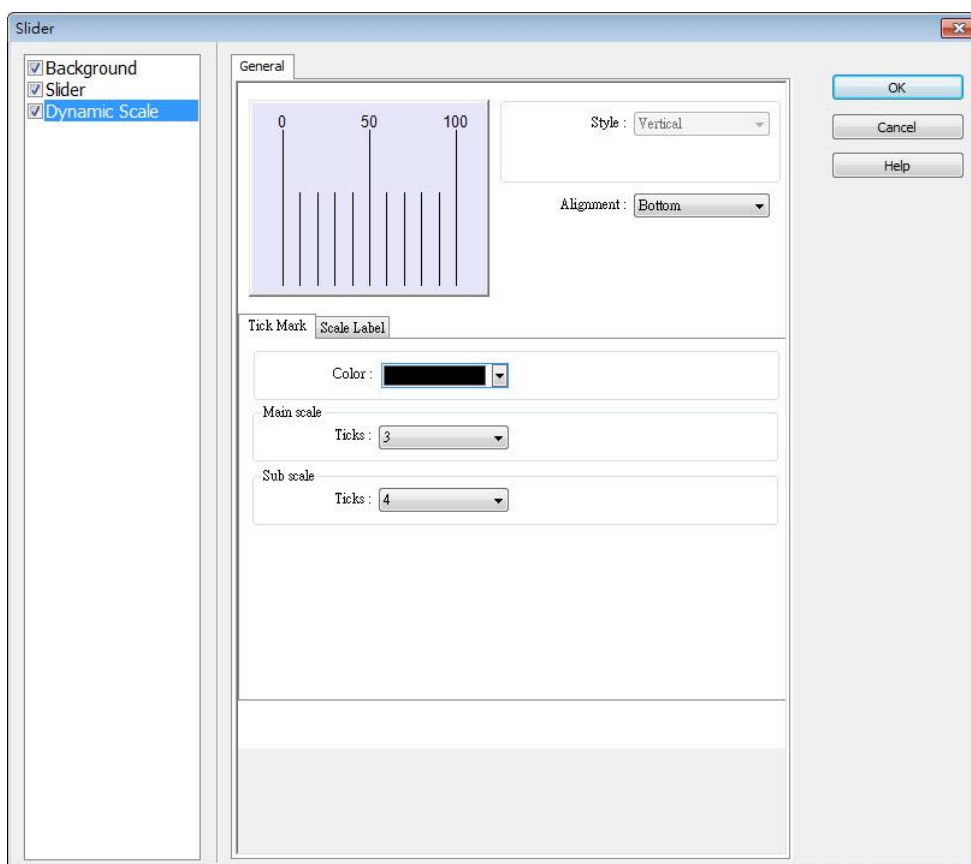 Slider
Background
Slider
Dynamic Scale
General
0 50 100
Style : Vertical
Alignment : Bottom
OK
Cancel
Help
Tick Mark Scale Label
Color :
Main scale
Ticks : 3
Sub scale
Ticks : 4